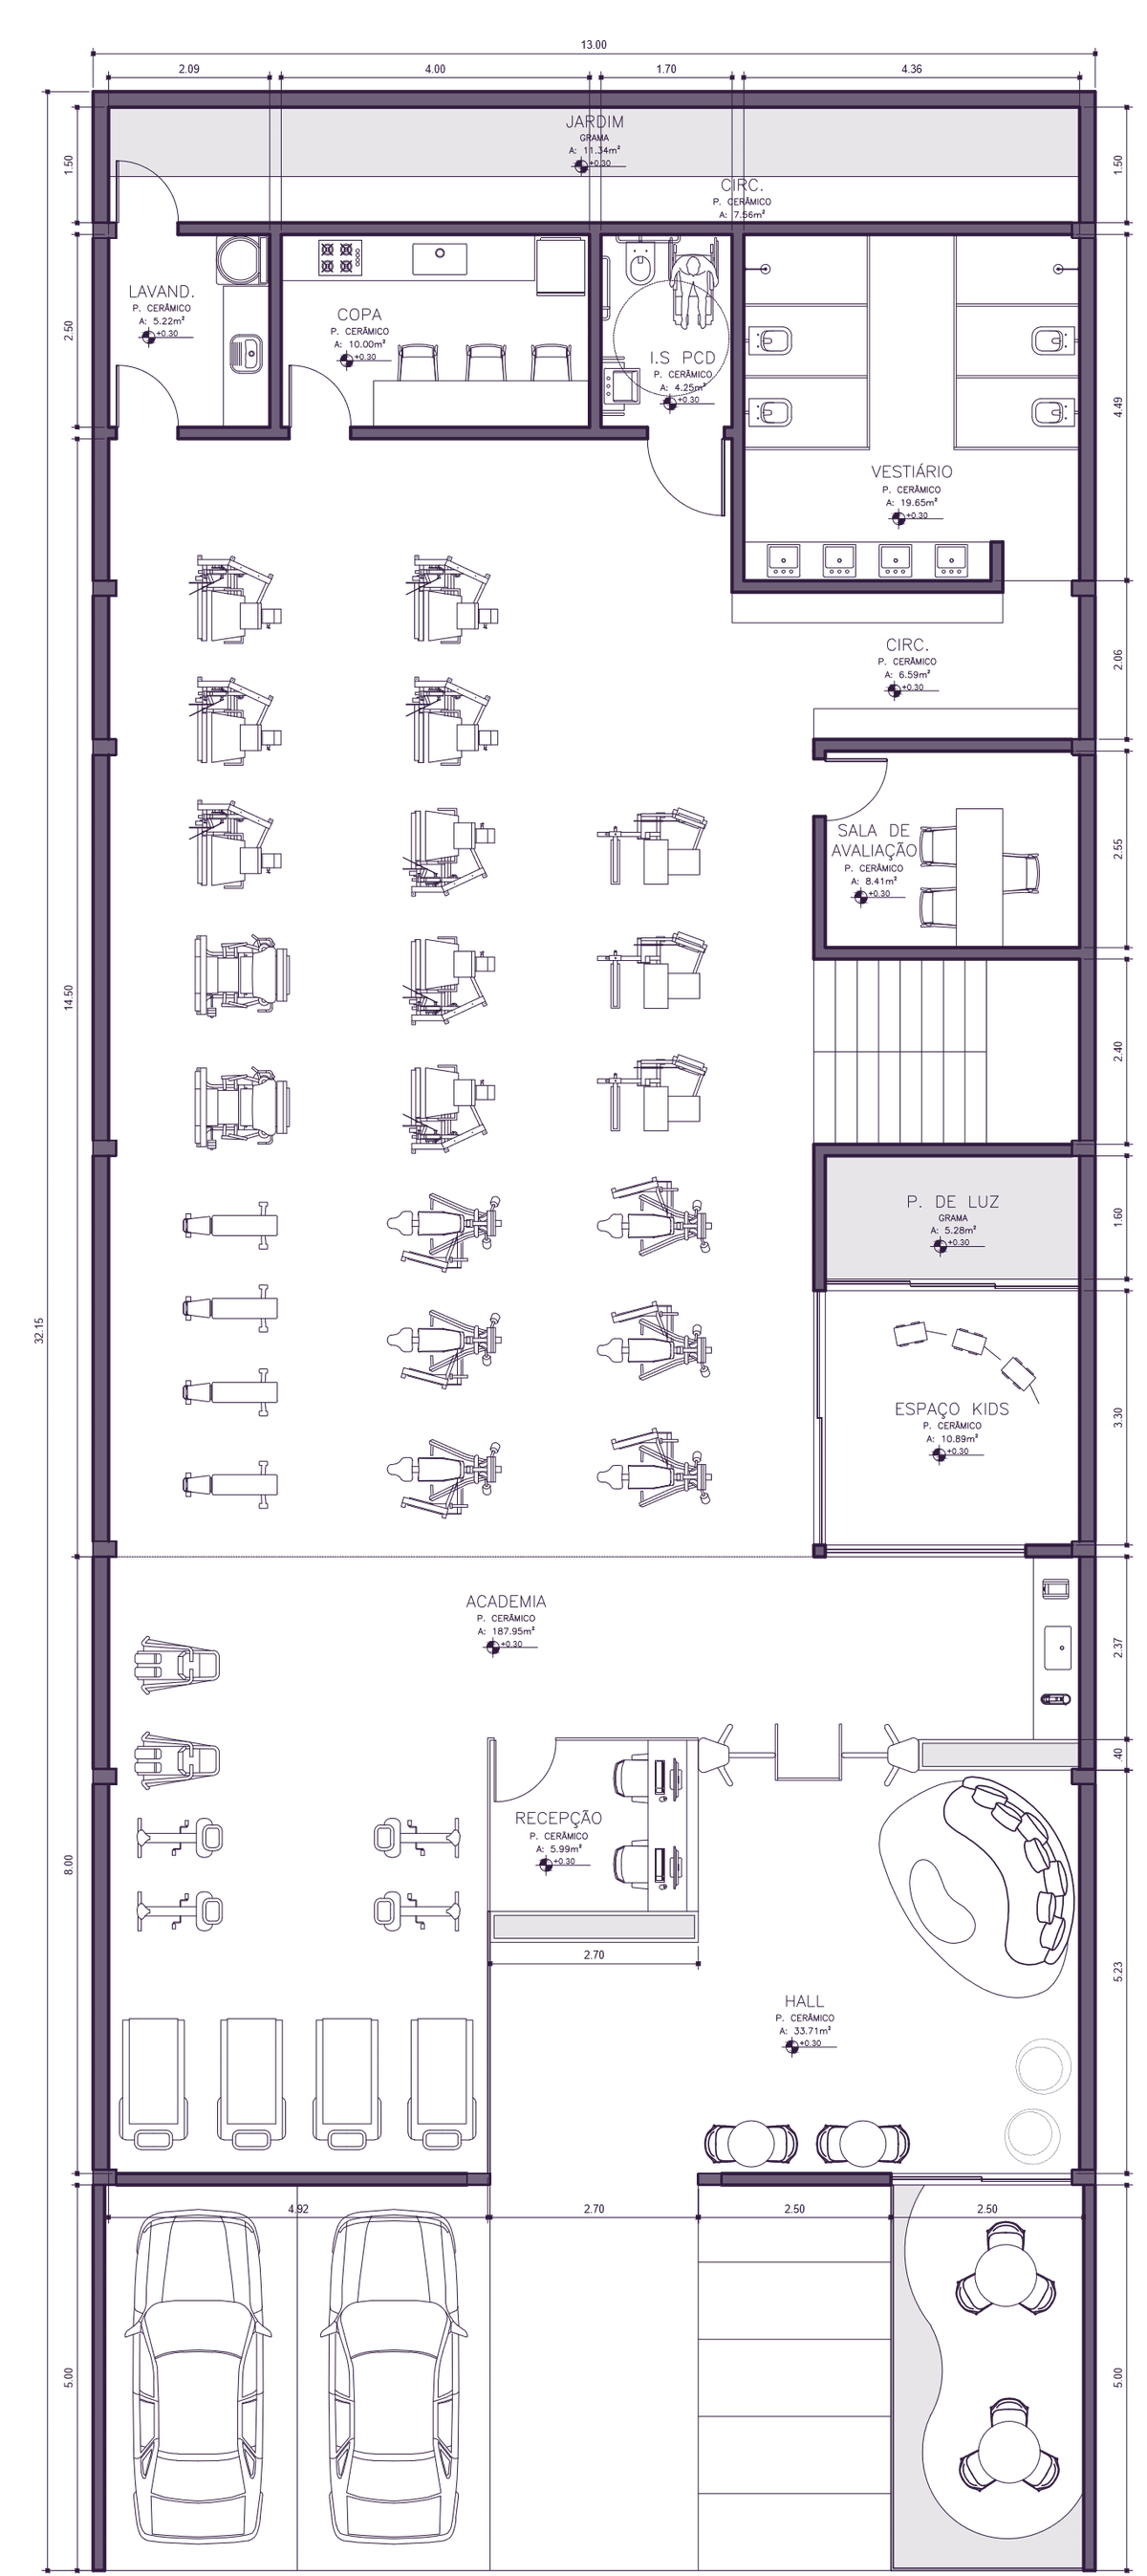 13.00
2.09
4.00
1.70
4.36
JARDIM
GRAMA
A: 11.34m²
+0.30
1.50
1.50
CIRC.
P. CERÂMICO
A: 7.56m²
LAVAND.
P. CERÂMICO
A: 5.22m²
+0.30
COPA
P. CERÂMICO
A: 10.00m²
+0.30
I.S PCD
P. CERÂMICO
A: 4.25m²
+0.30
2.50
4.49
VESTIÁRIO
P. CERÂMICO
A: 19.65m²
+0.30
CIRC.
P. CERÂMICO
A: 6.59m²
+0.30
2.06
SALA DE
AVALIAÇÃO
P. CERÂMICO
A: 8.41m²
+0.30
2.55
14.50
2.40
P. DE LUZ
GRAMA
A: 5.28m²
+0.30
1.60
32.15
ESPAÇO KIDS
P. CERÂMICO
A: 10.89m²
+0.30
3.30
ACADEMIA
P. CERÂMICO
A: 187.95m²
+0.30
2.37
.40
RECEPÇÃO
P. CERÂMICO
A: 5.99m²
+0.30
8.00
2.70
5.23
HALL
P. CERÂMICO
A: 33.71m²
+0.30
4.92
2.70
2.50
2.50
5.00
5.00